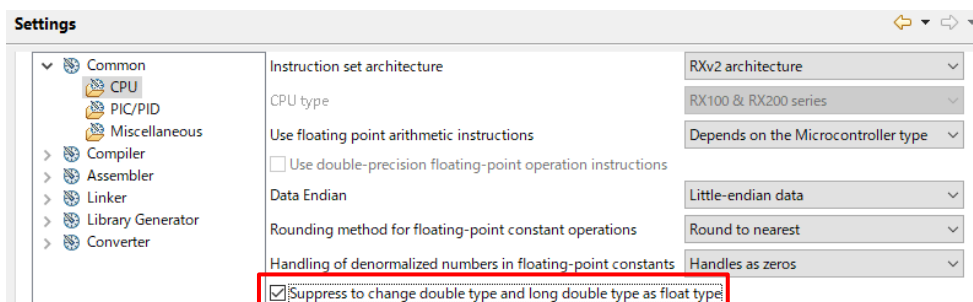 Settings
Common
CPU
PIC/PID
Miscellaneous
Compiler
Assembler
Linker
Library Generator
Converter
Instruction set architecture RXv2 architecture
CPU type RX100 & RX200 series
Use floating point arithmetic instructions Depends on the Microcontroller type
Use double-precision floating-point operation instructions
Data Endian Little-endian data
Rounding method for floating-point constant operations Round to nearest
Handling of denormalized numbers in floating-point constants Handles as zeros
Suppress to change double type and long double type as float type